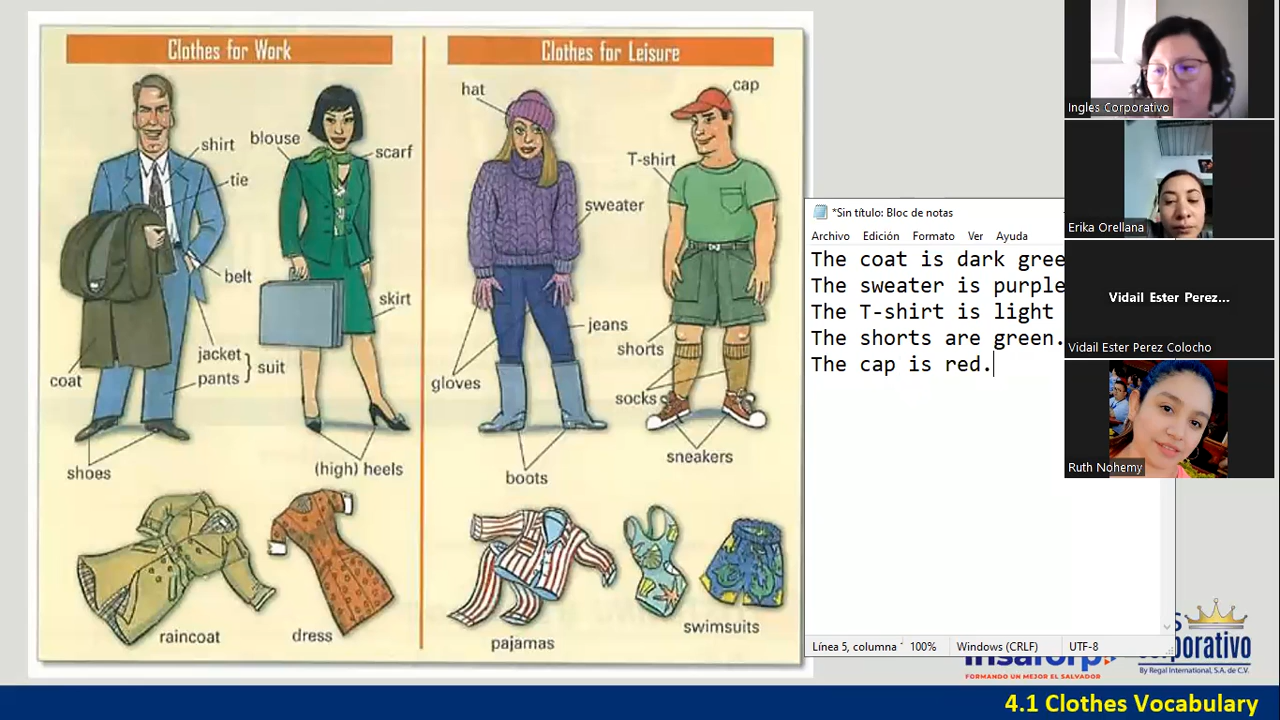 Clothes for Work
Clothes for Leisure
shirt
blouse
scarf
tie
belt
skirt
jacket
pants
suit
coat
shoes
(high) heels
raincoat
dress
hat
cap
T-shirt
sweater
jeans
shorts
gloves
socks
sneakers
boots
pajamas
swimsuits
*Sin título: Bloc de notas
Archivo Edición Formato Ver Ayuda
The coat is dark gree
The sweater is purple
The T-shirt is light
The shorts are green.
The cap is red.
Línea 5, columna 100% Windows (CRLF) UTF-8
Ingles Corporativo
Erika Orellana
Vidail Ester Perez...
Vidail Ester Perez Colocho
Ruth Nohemy
FORMANDO UN MEJOR EL SALVADOR
By Regal International, S.A. de C.V.
4.1 Clothes Vocabulary